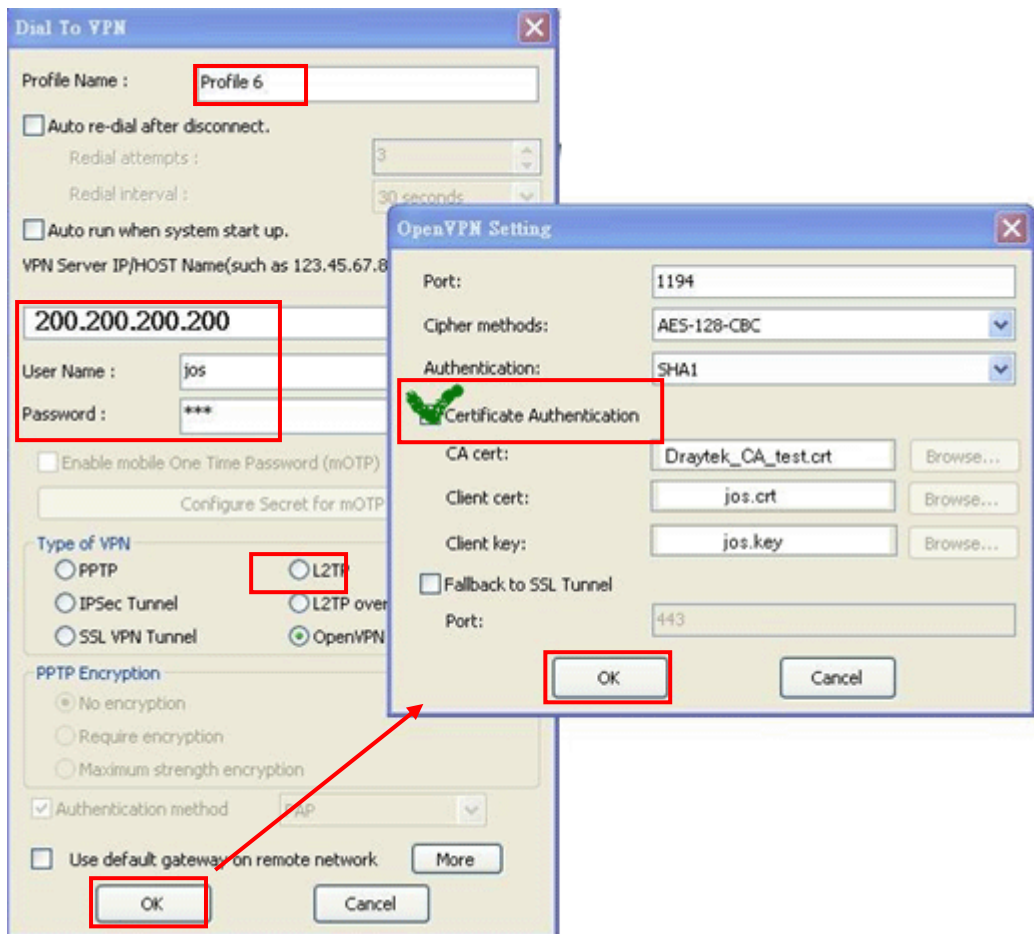 Dial To VPN
Profile Name :
Profile 6
Auto re-dial after disconnect.
Redial attempts :
3
Redial interval :
30 seconds
Auto run when system start up.
VPN Server IP/HOST Name(such as 123.45.67.8
200.200.200.200
User Name :
jos
Password :
***
Enable mobile One Time Password (mOTP)
Configure Secret for mOTP
Type of VPN
PPTP
L2TP
IPSec Tunnel
L2TP over
SSL VPN Tunnel
OpenVPN
PPTP Encryption
No encryption
Require encryption
Maximum strength encryption
Authentication method
PAP
Use default gateway on remote network
More
OK
Cancel
OpenVPN Setting
Port:
1194
Cipher methods:
AES-128-CBC
Authentication:
SHA1
Certificate Authentication
CA cert:
Draytek_CA_test.crt
Browse...
Client cert:
jos.crt
Browse...
Client key:
jos.key
Browse...
Fallback to SSL Tunnel
Port:
443
OK
Cancel